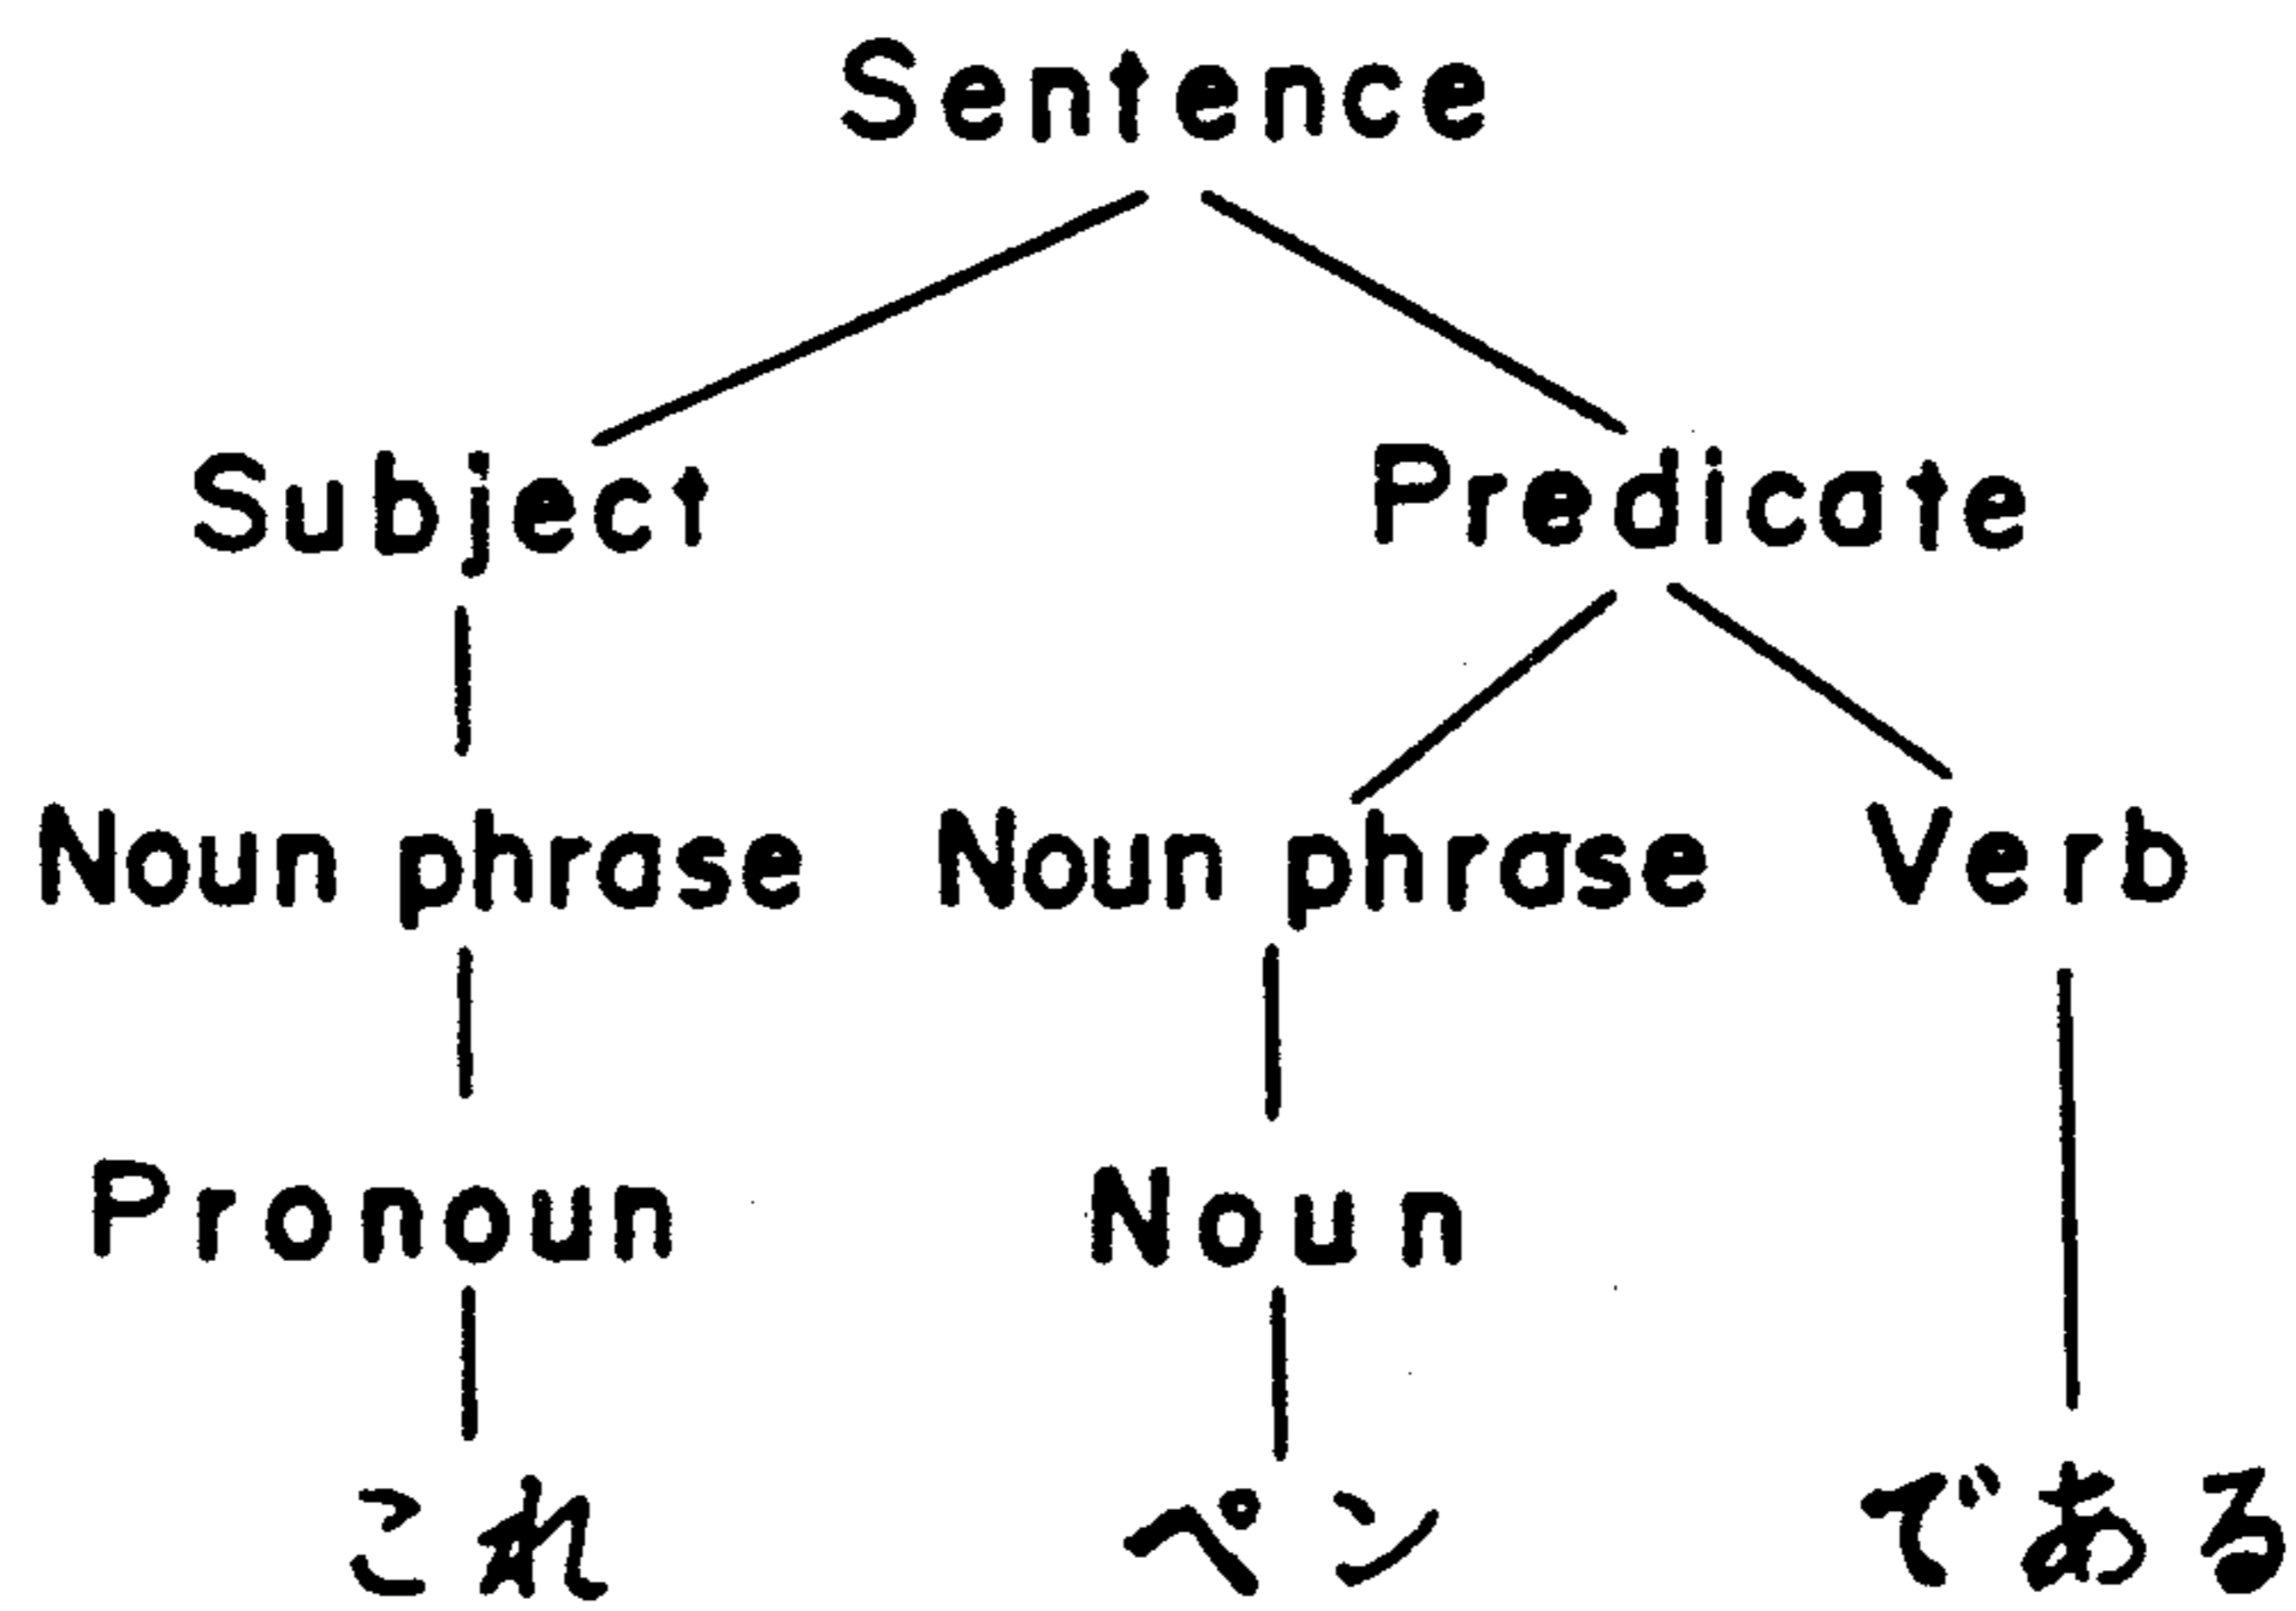 Sentence
Subject Predicate
Noun phrase Noun phrase Verb
Pronoun Noun
これ ペン である